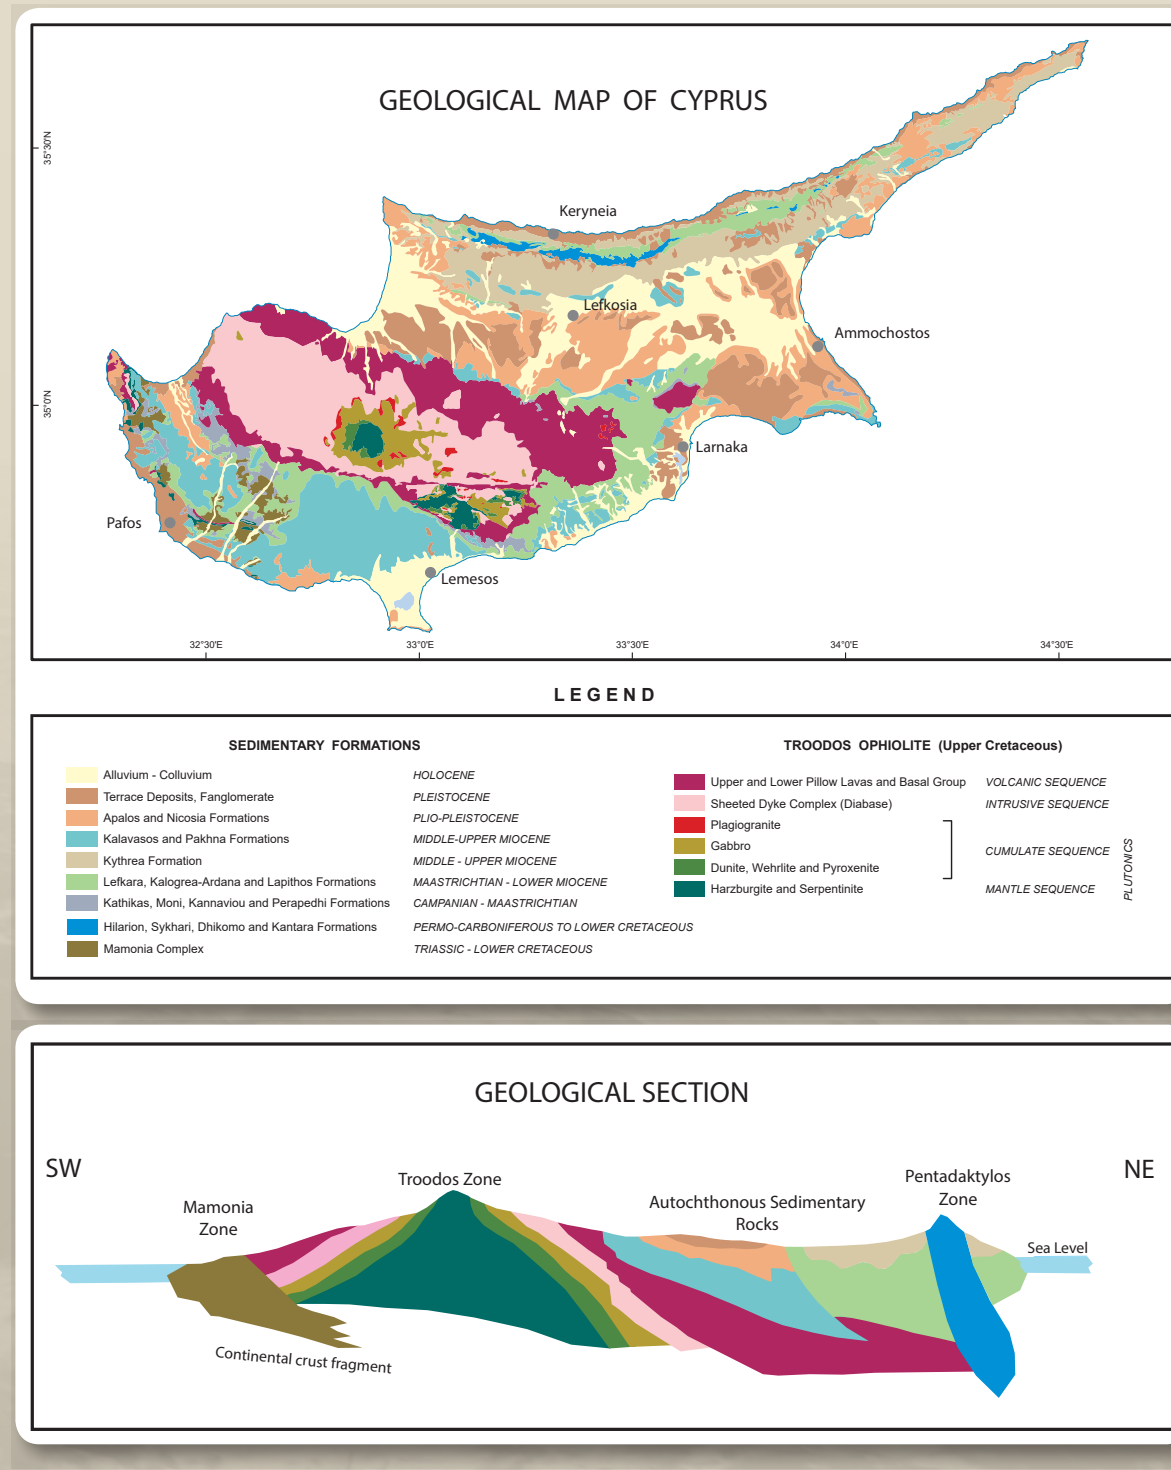 GEOLOGICAL MAP OF CYPRUS
35°30'N
Keryneia
Lefkosia
Ammochostos
35°0'N
Larnaka
Pafos
Lemesos
32°30'E
33°0'E
33°30'E
34°0'E
34°30'E
LEGEND
SEDIMENTARY FORMATIONS
Alluvium - Colluvium HOLOCENE
Terrace Deposits, Fanglomerate PLEISTOCENE
Apalos and Nicosia Formations PLIO-PLEISTOCENE
Kalavasos and Pakhna Formations MIDDLE-UPPER MIOCENE
Kythrea Formation MIDDLE - UPPER MIOCENE
Lefkara, Kalogrea-Ardana and Lapithos Formations MAASTRICHTIAN - LOWER MIOCENE
Kathikas, Moni, Kannaviou and Perapedhi Formations CAMPANIAN - MAASTRICHTIAN
Hilarion, Sykhari, Dhikomo and Kantara Formations PERMO-CARBONIFEROUS TO LOWER CRETACEOUS
Mamonia Complex TRIASSIC - LOWER CRETACEOUS
TROODOS OPHIOLITE (Upper Cretaceous)
Upper and Lower Pillow Lavas and Basal Group VOLCANIC SEQUENCE
Sheeted Dyke Complex (Diabase) INTRUSIVE SEQUENCE
Plagiogranite
Gabbro
CUMULATE SEQUENCE
Dunite, Wehrlite and Pyroxenite
Harzburgite and Serpentinite MANTLE SEQUENCE
PLUTONICS
GEOLOGICAL SECTION
SW
NE
Troodos Zone
Pentadaktylos
Zone
Mamonia
Zone
Autochthonous Sedimentary
Rocks
Sea Level
Continental crust fragment